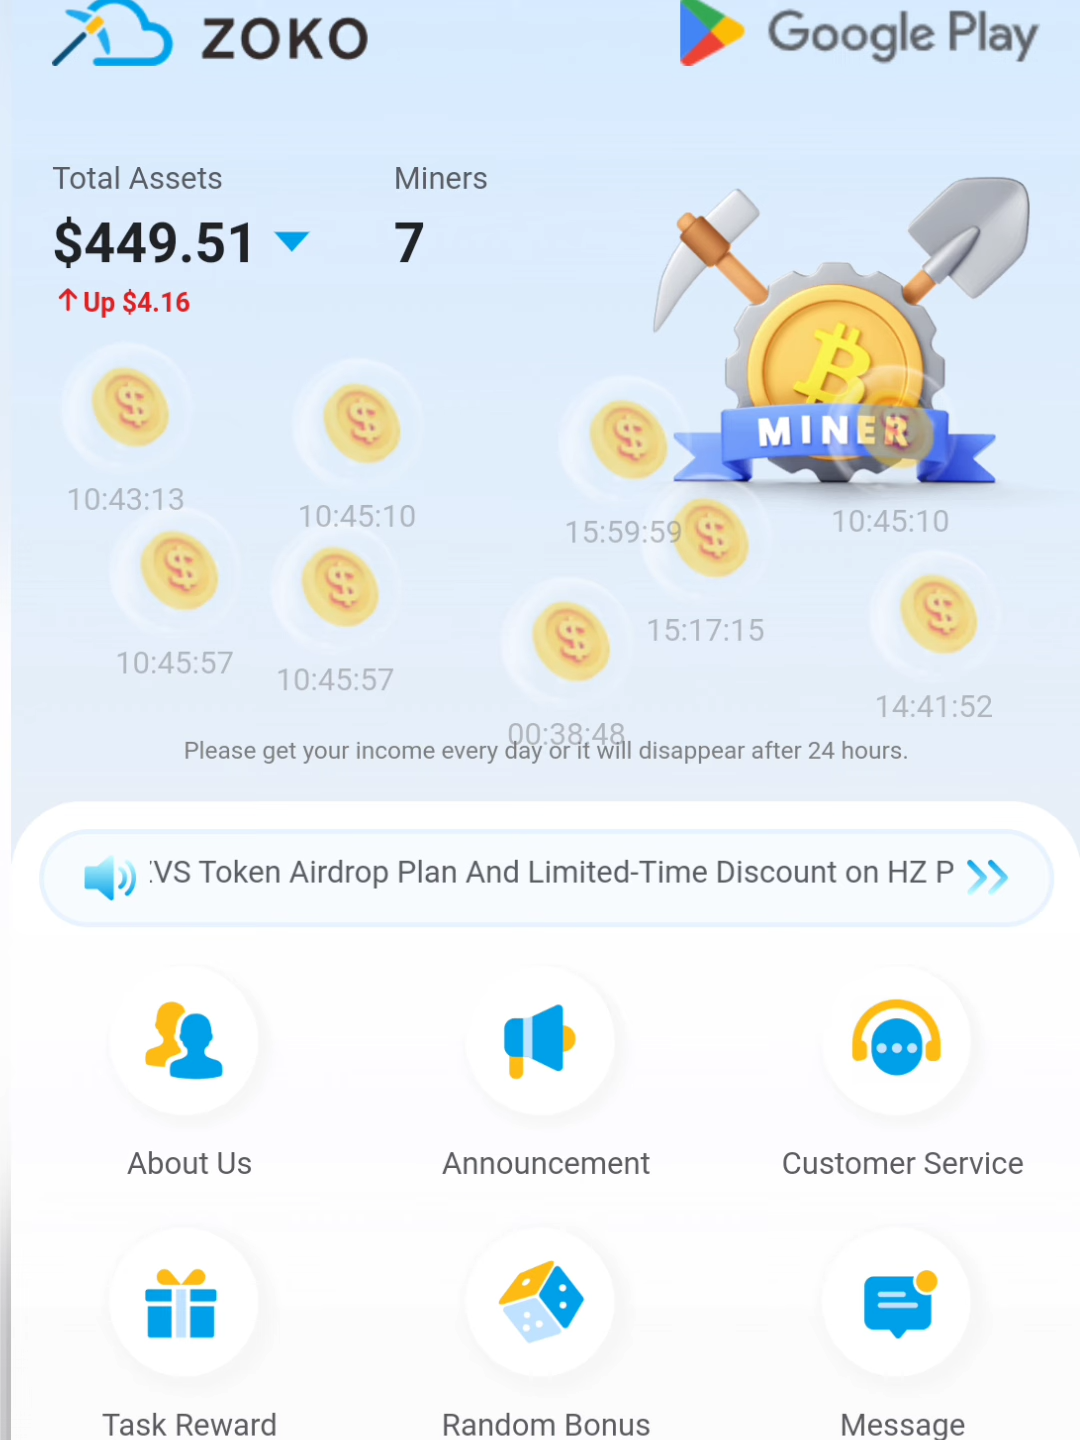 ZOKO
Google Play
Total Assets
Miners
$449.51
7
Up $4.16
MINER
10:43:13
10:45:10
15:59:59
10:45:10
15:17:15
10:45:57
10:45:57
14:41:52
00:38:48
Please get your income every day or it will disappear after 24 hours.
VS Token Airdrop Plan And Limited-Time Discount on HZ P
About Us
Announcement
Customer Service
Task Reward
Random Bonus
Message